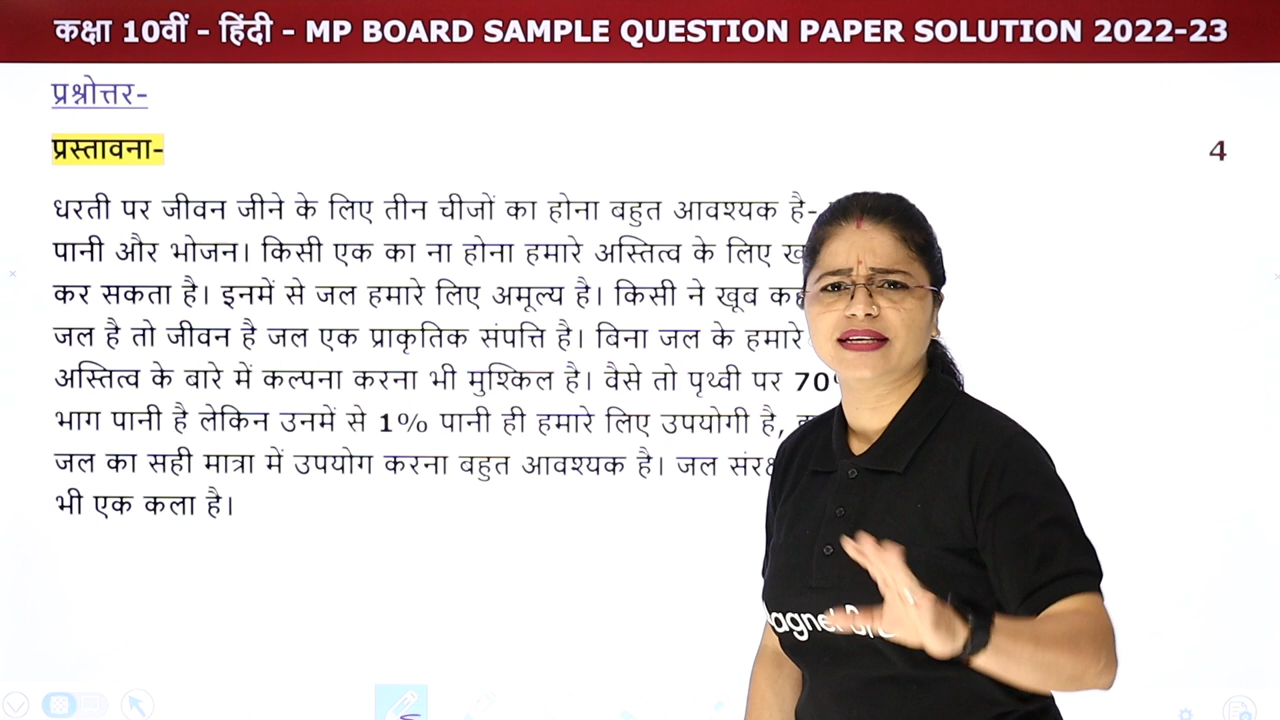 कक्षा 10वीं - हिंदी - MP BOARD SAMPLE QUESTION PAPER SOLUTION 2022-23
प्रश्नोत्तर-
प्रस्तावना- 4
धरती पर जीवन जीने के लिए तीन चीजों का होना बहुत आवश्यक है-
पानी और भोजन। किसी एक का ना होना हमारे अस्तित्व के लिए
कर सकता है। इनमें से जल हमारे लिए अमूल्य है। किसी ने खूब
जल है तो जीवन है जल एक प्राकृतिक संपत्ति है। बिना जल के हमारे
अस्तित्व के बारे में कल्पना करना भी मुश्किल है। वैसे तो पृथ्वी पर 70%
भाग पानी है लेकिन उनमें से 1% पानी ही हमारे लिए उपयोगी है,
जल का सही मात्रा में उपयोग करना बहुत आवश्यक है। जल
भी एक कला है।